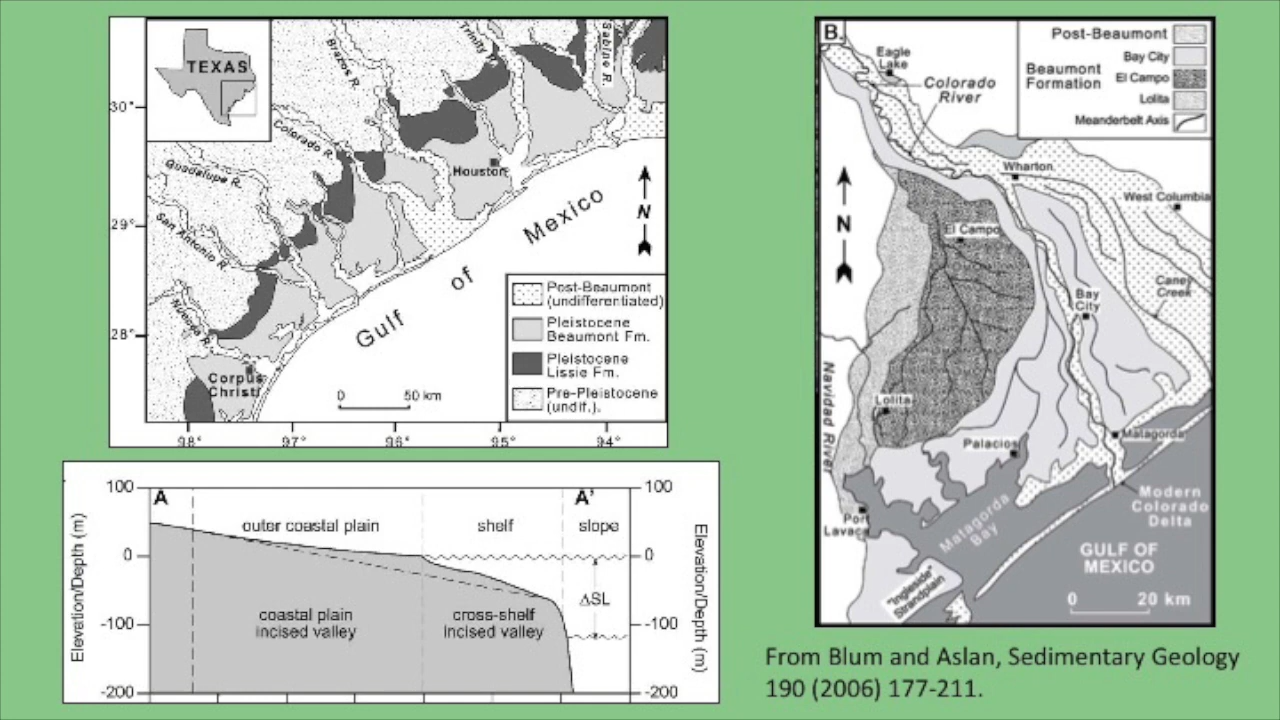 TEXAS
Brazos R.
Trinity R.
Sabine R.
Colorado R.
Guadalupe R.
San Antonio R.
Nueces R.
Houston
Corpus
Christi
Gulf of Mexico
N
30°
29°
28°
98°
97°
96°
95°
94°
0
50 km
Post-Beaumont
(undifferentiated)
Pleistocene
Beaumont Fm.
Pleistocene
Lissie Fm.
Pre-Pleistocene
(undif.).
B.
Post-Beaumont
Beaumont
Formation
Bay City
El Campo
Lolita
Meanderbelt Axis
Eagle
Lake
Colorado
River
Wharton
West Columbia
N
El Campo
Caney
Creek
Bay
City
Navidad River
Lolita
Palacios
Matagorda
Port
Lavaca
Matagorda
Bay
Modern
Colorado
Delta
GULF OF
MEXICO
"Ingleside"
Strandplain
0
20 km
A
A'
100
0
-100
-200
Elevation/Depth (m)
outer coastal plain
shelf
slope
ΔSL
coastal plain
incised valley
cross-shelf
incised valley
100
0
-100
-200
Elevation/Depth (m)
From Blum and Aslan, Sedimentary Geology
190 (2006) 177-211.